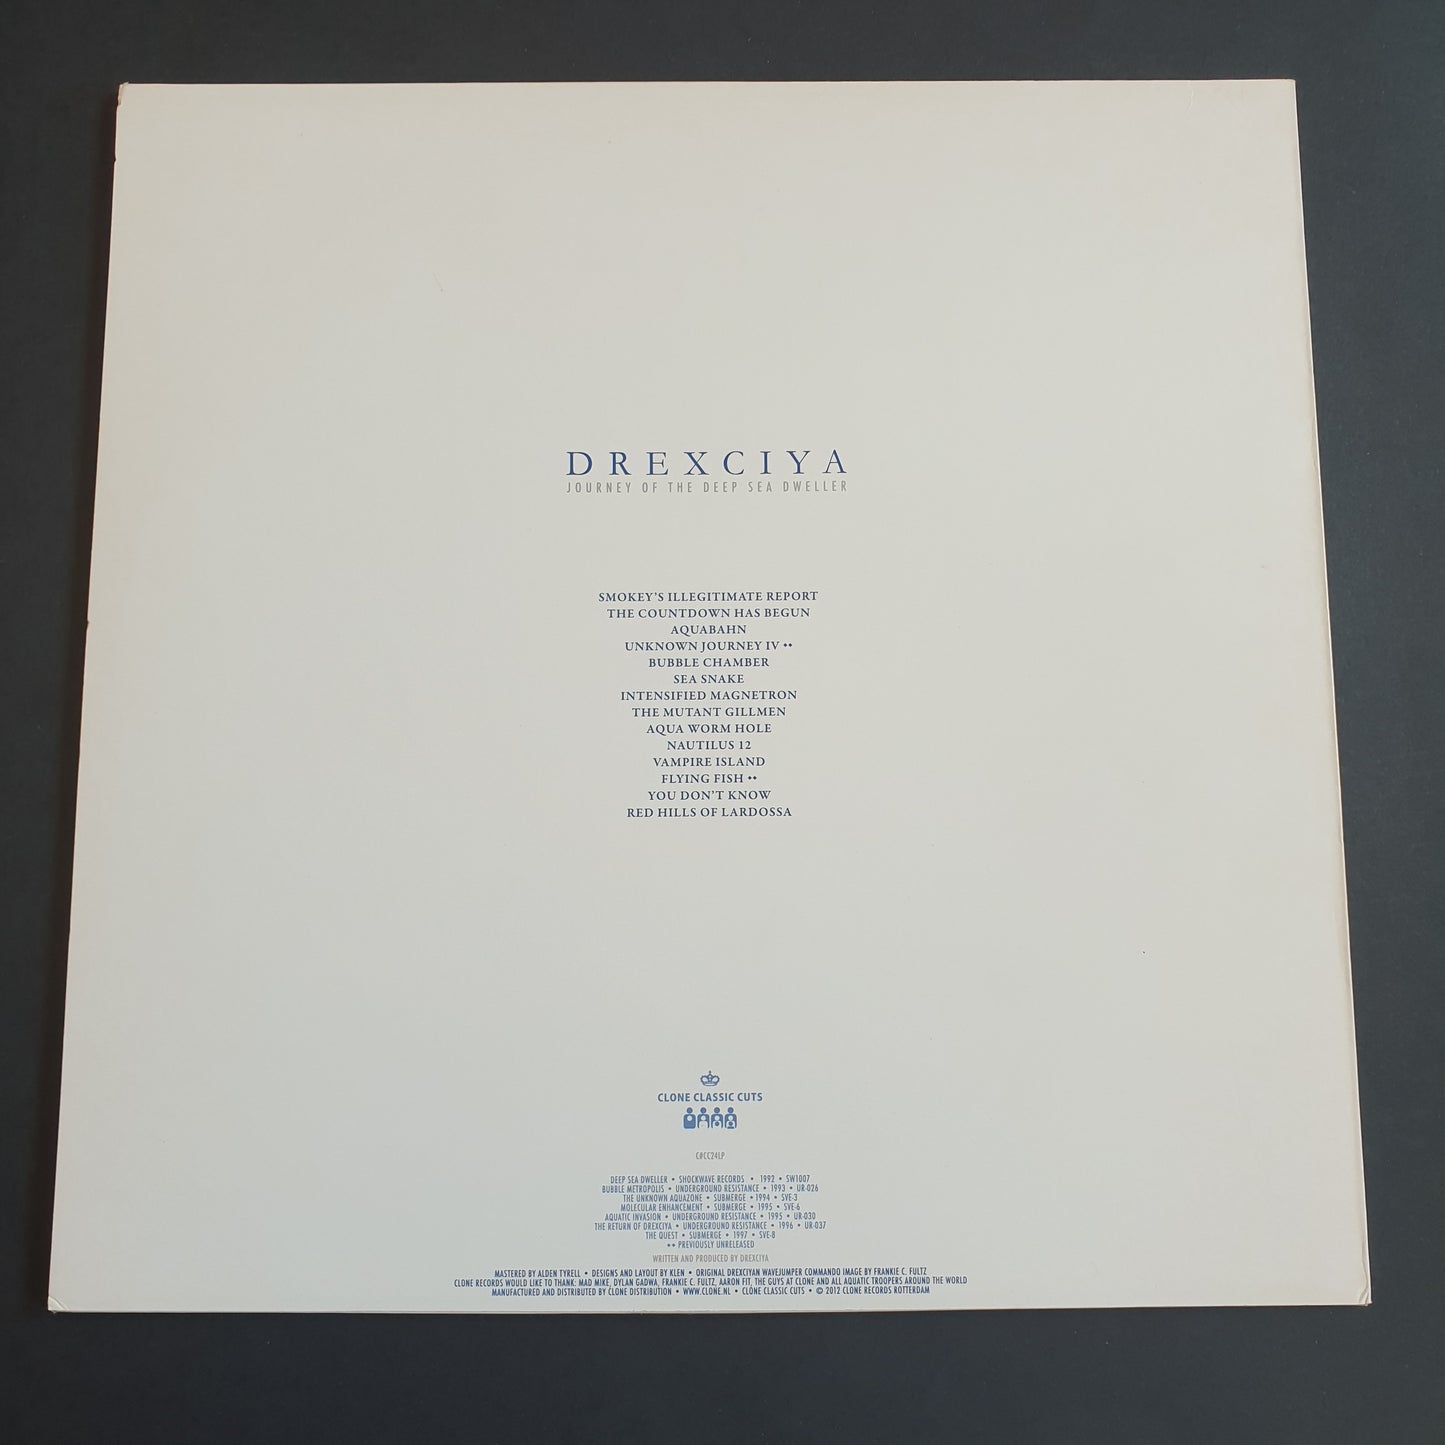 DREXCIYA
JOURNEY OF THE DEEP SEA DWELLER
SMOKEY'S ILLEGITIMATE REPORT
THE COUNTDOWN HAS BEGUN
AQUABAHN
UNKNOWN JOURNEY IV ••
BUBBLE CHAMBER
SEA SNAKE
INTENSIFIED MAGNETRON
THE MUTANT GILLMEN
AQUA WORM HOLE
NAUTILUS 12
VAMPIRE ISLAND
FLYING FISH ••
YOU DON'T KNOW
RED HILLS OF LARDOSSA
CLONE CLASSIC CUTS
C#CC24LP
DEEP SEA DWELLER • SHOCKWAVE RECORDS • 1992 • SW1007
BUBBLE METROPOLIS • UNDERGROUND RESISTANCE • 1993 • UR-026
THE UNKNOWN AQUAZONE • SUBMERGE • 1994 • SVE-3
MOLECULAR ENHANCEMENT • SUBMERGE • 1995 • SVE-6
AQUATIC INVASION • UNDERGROUND RESISTANCE • 1995 • UR-030
THE RETURN OF DREXCIYA • UNDERGROUND RESISTANCE • 1996 • UR-037
THE QUEST • SUBMERGE • 1997 • SVE-8
•• PREVIOUSLY UNRELEASED
WRITTEN AND PRODUCED BY DREXCIYA
MASTERED BY ALDEN TYRELL • DESIGNS AND LAYOUT BY KLEN • ORIGINAL DREXCIYAN WAVEJUMPER COMMANDO IMAGE BY FRANKIE C. FULTZ
CLONE RECORDS WOULD LIKE TO THANK: MAD MIKE, DYLAN GADWA, FRANKIE C. FULTZ, AARON FIT, THE GUYS AT CLONE AND ALL AQUATIC TROOPERS AROUND THE WORLD
MANUFACTURED AND DISTRIBUTED BY CLONE DISTRIBUTION • WWW.CLONE.NL • CLONE CLASSIC CUTS • © 2012 CLONE RECORDS ROTTERDAM